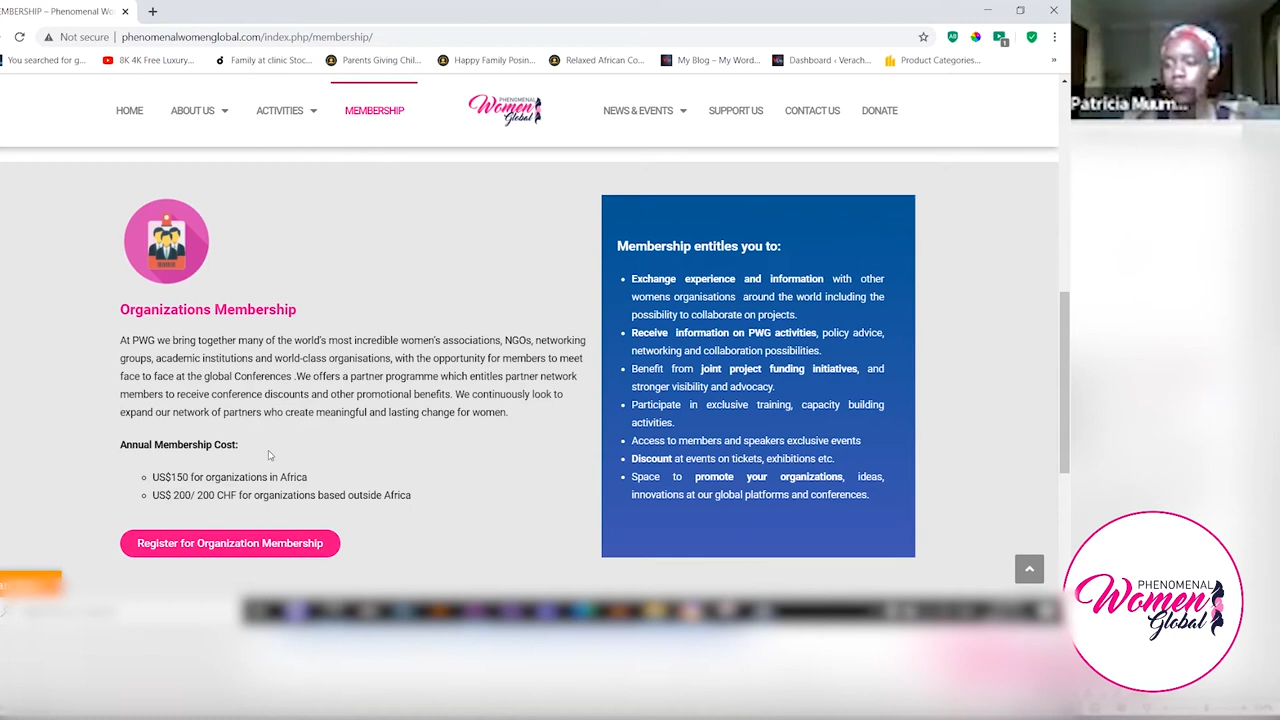 MEMBERSHIP – Phenomenal Wo
Not secure
phenomenalwomenglobal.com/index.php/membership/
You searched for g...
8K 4K Free Luxury...
Family at clinic Stoc...
Parents Giving Chil...
Happy Family Posin...
Relaxed African Co...
My Blog – My Word...
Dashboard ‹ Verach...
Product Categories...
HOME
ABOUT US
ACTIVITIES
MEMBERSHIP
PHENOMENAL
Women
Global
NEWS & EVENTS
SUPPORT US
CONTACT US
DONATE
Patricia Muum...
Organizations Membership
At PWG we bring together many of the world's most incredible women's associations, NGOs, networking
groups, academic institutions and world-class organisations, with the opportunity for members to meet
face to face at the global Conferences .We offers a partner programme which entitles partner network
members to receive conference discounts and other promotional benefits. We continuously look to
expand our network of partners who create meaningful and lasting change for women.
Annual Membership Cost:
US$150 for organizations in Africa
US$ 200/ 200 CHF for organizations based outside Africa
Register for Organization Membership
Membership entitles you to:
Exchange experience and information with other
womens organisations around the world including the
possibility to collaborate on projects.
Receive information on PWG activities, policy advice,
networking and collaboration possibilities.
Benefit from joint project funding initiatives, and
stronger visibility and advocacy.
Participate in exclusive training, capacity building
activities.
Access to members and speakers exclusive events
Discount at events on tickets, exhibitions etc.
Space to promote your organizations, ideas,
innovations at our global platforms and conferences.
PHENOMENAL
Women
Global